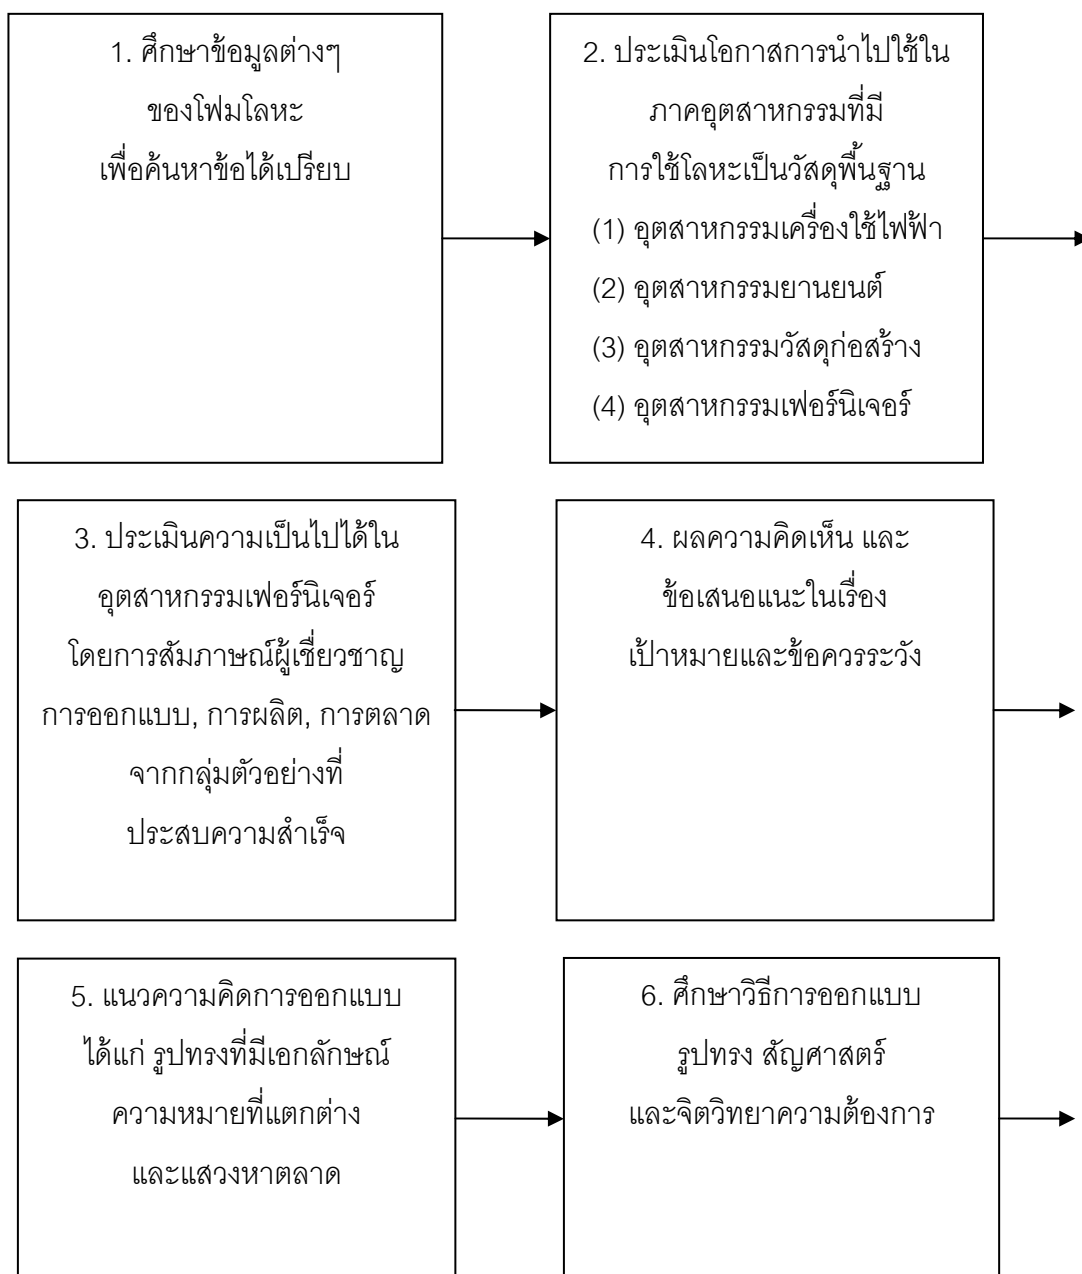 1. ศึกษาข้อมูลต่างๆ
ของโฟมโลหะ
เพื่อค้นหาข้อได้เปรียบ
2. ประเมินโอกาสการนำไปใช้ใน
ภาคอุตสาหกรรมที่มี
การใช้โลหะเป็นวัสดุพื้นฐาน
(1) อุตสาหกรรมเครื่องใช้ไฟฟ้า
(2) อุตสาหกรรมยานยนต์
(3) อุตสาหกรรมวัสดุก่อสร้าง
(4) อุตสาหกรรมเฟอร์นิเจอร์
3. ประเมินความเป็นไปได้ใน
อุตสาหกรรมเฟอร์นิเจอร์
โดยการสัมภาษณ์ผู้เชี่ยวชาญ
การออกแบบ, การผลิต, การตลาด
จากกลุ่มตัวอย่างที่
ประสบความสำเร็จ
4. ผลความคิดเห็น และ
ข้อเสนอแนะในเรื่อง
เป้าหมายและข้อควรระวัง
5. แนวความคิดการออกแบบ
ได้แก่ รูปทรงที่มีเอกลักษณ์
ความหมายที่แตกต่าง
และแสวงหาตลาด
6. ศึกษาวิธีการออกแบบ
รูปทรง สัญศาสตร์
และจิตวิทยาความต้องการ